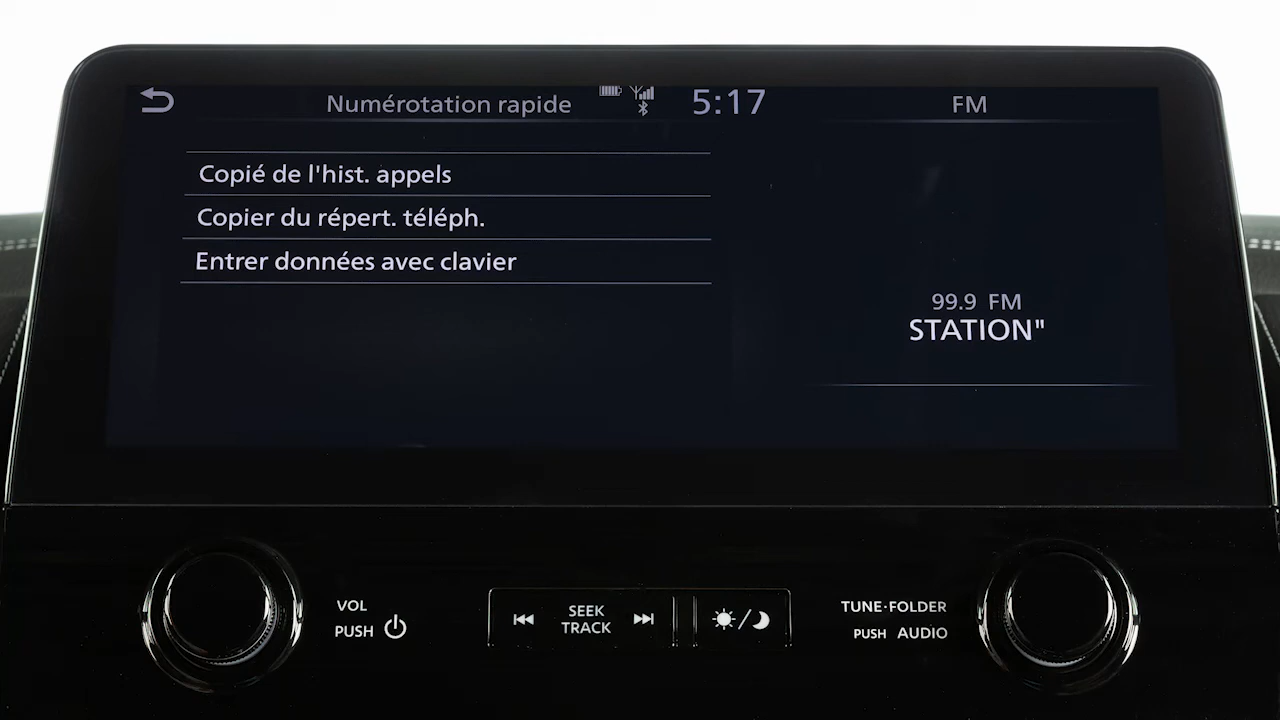 Numérotation rapide 5:17 FM
Copié de l'hist. appels
Copier du répert. téléph.
Entrer données avec clavier
99.9 FM
STATION"
VOL
PUSH
SEEK
TRACK
TUNE·FOLDER
PUSH AUDIO